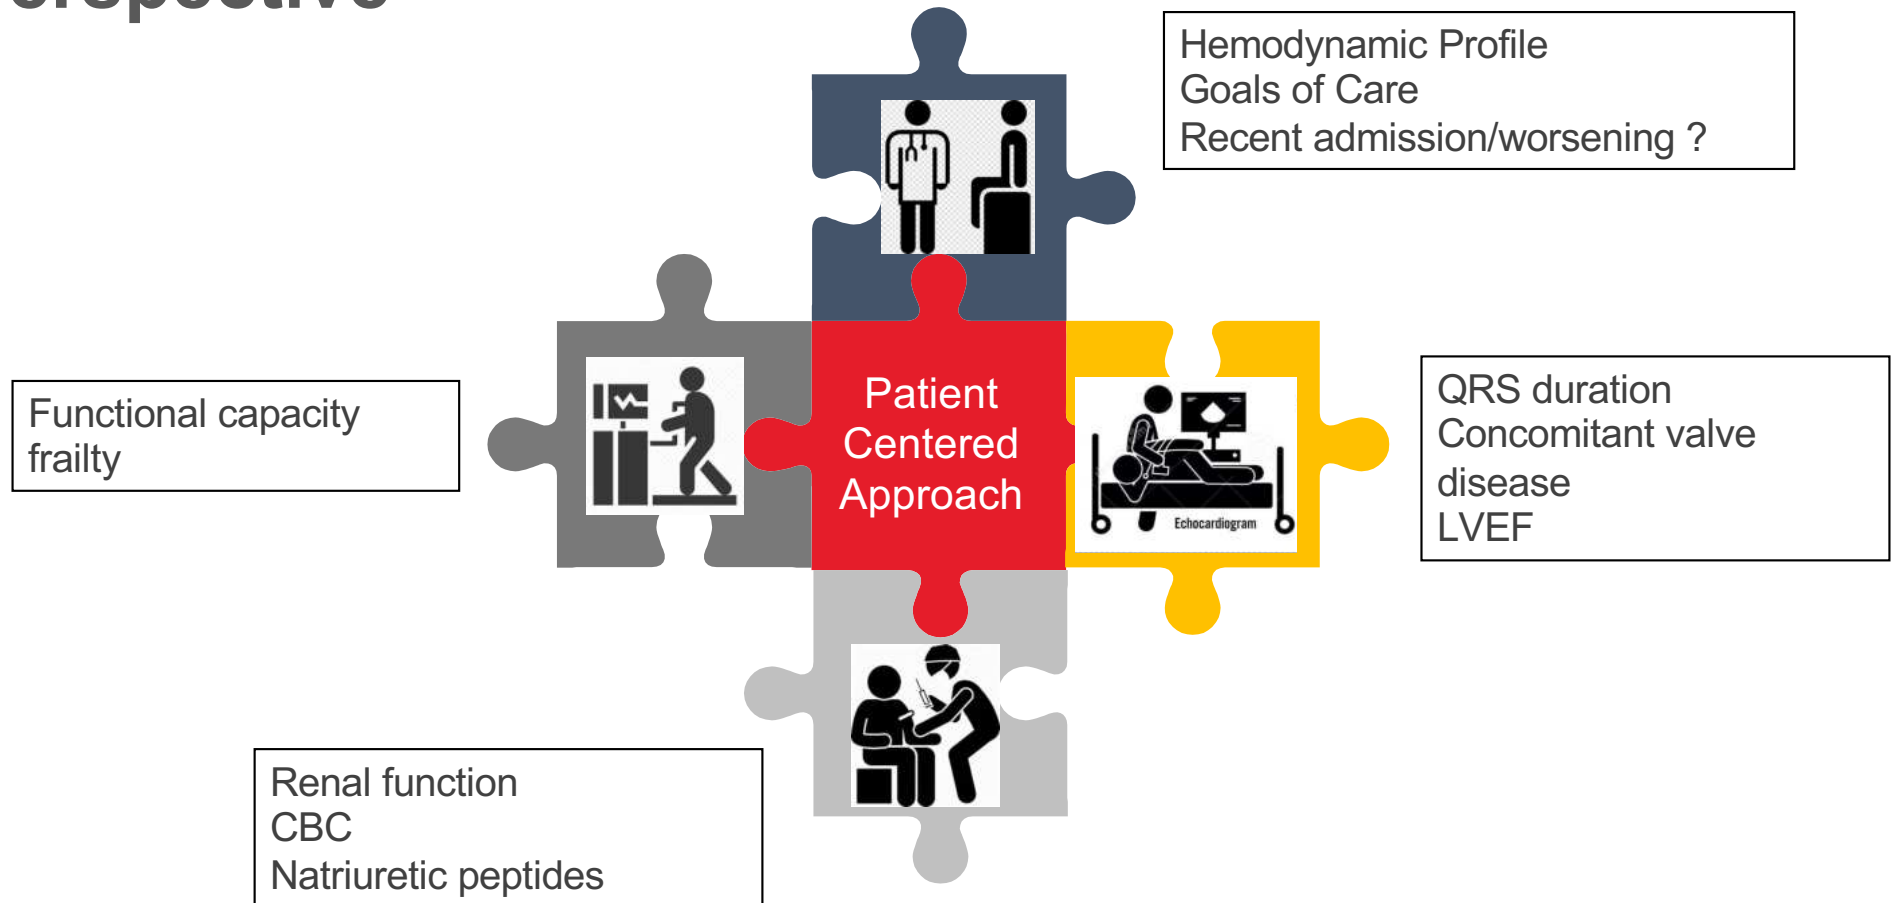 Hemodynamic Profile
Goals of Care
Recent admission/worsening ?
Functional capacity
frailty
Patient
Centered
Approach
Echocardiogram
QRS duration
Concomitant valve
disease
LVEF
Renal function
CBC
Natriuretic peptides